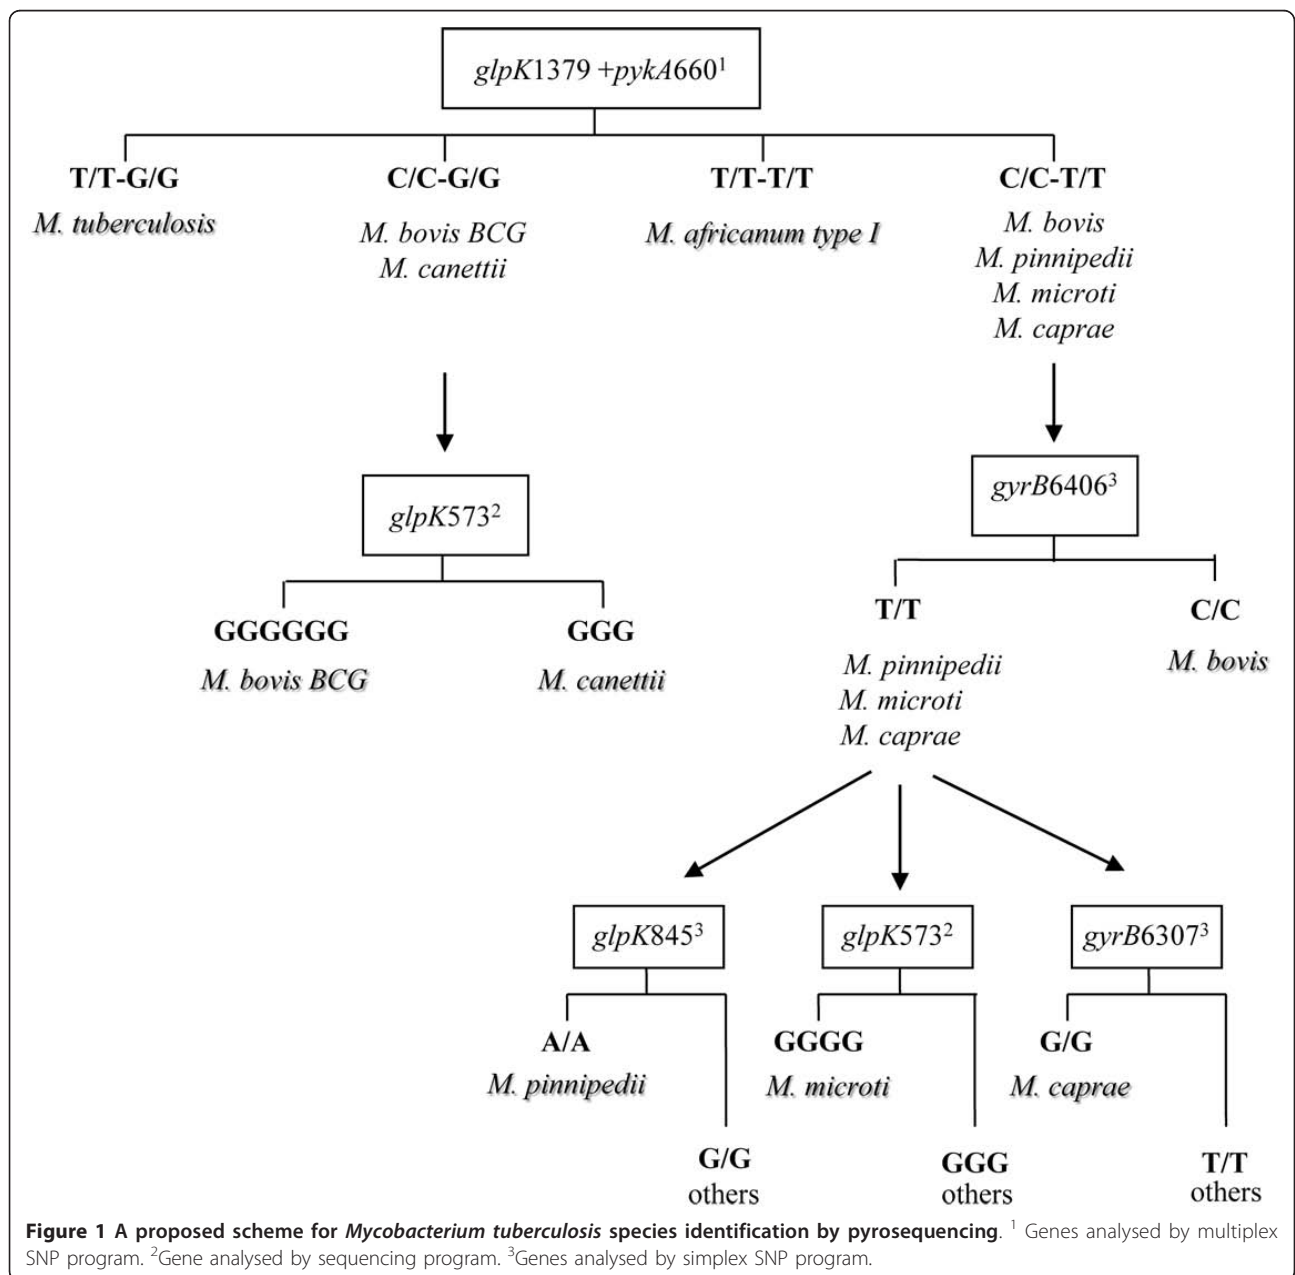 glpK1379 +pykA660¹
T/T-G/G C/C-G/G T/T-T/T C/C-T/T
M. tuberculosis
M. bovis BCG
M. canettii
M. africanum type I
M. bovis
M. pinnipedii
M. microti
M. caprae
glpK573²
GGGGGG GGG
M. bovis BCG M. canettii
gyrB6406³
T/T C/C
M. pinnipedii
M. microti
M. caprae
M. bovis
glpK845³ glpK573² gyrB6307³
A/A GGGG G/G
M. pinnipedii M. microti M. caprae
G/G GGG T/T
others others others
Figure 1 A proposed scheme for Mycobacterium tuberculosis species identification by pyrosequencing. ¹ Genes analysed by multiplex
SNP program. ²Gene analysed by sequencing program. ³Genes analysed by simplex SNP program.